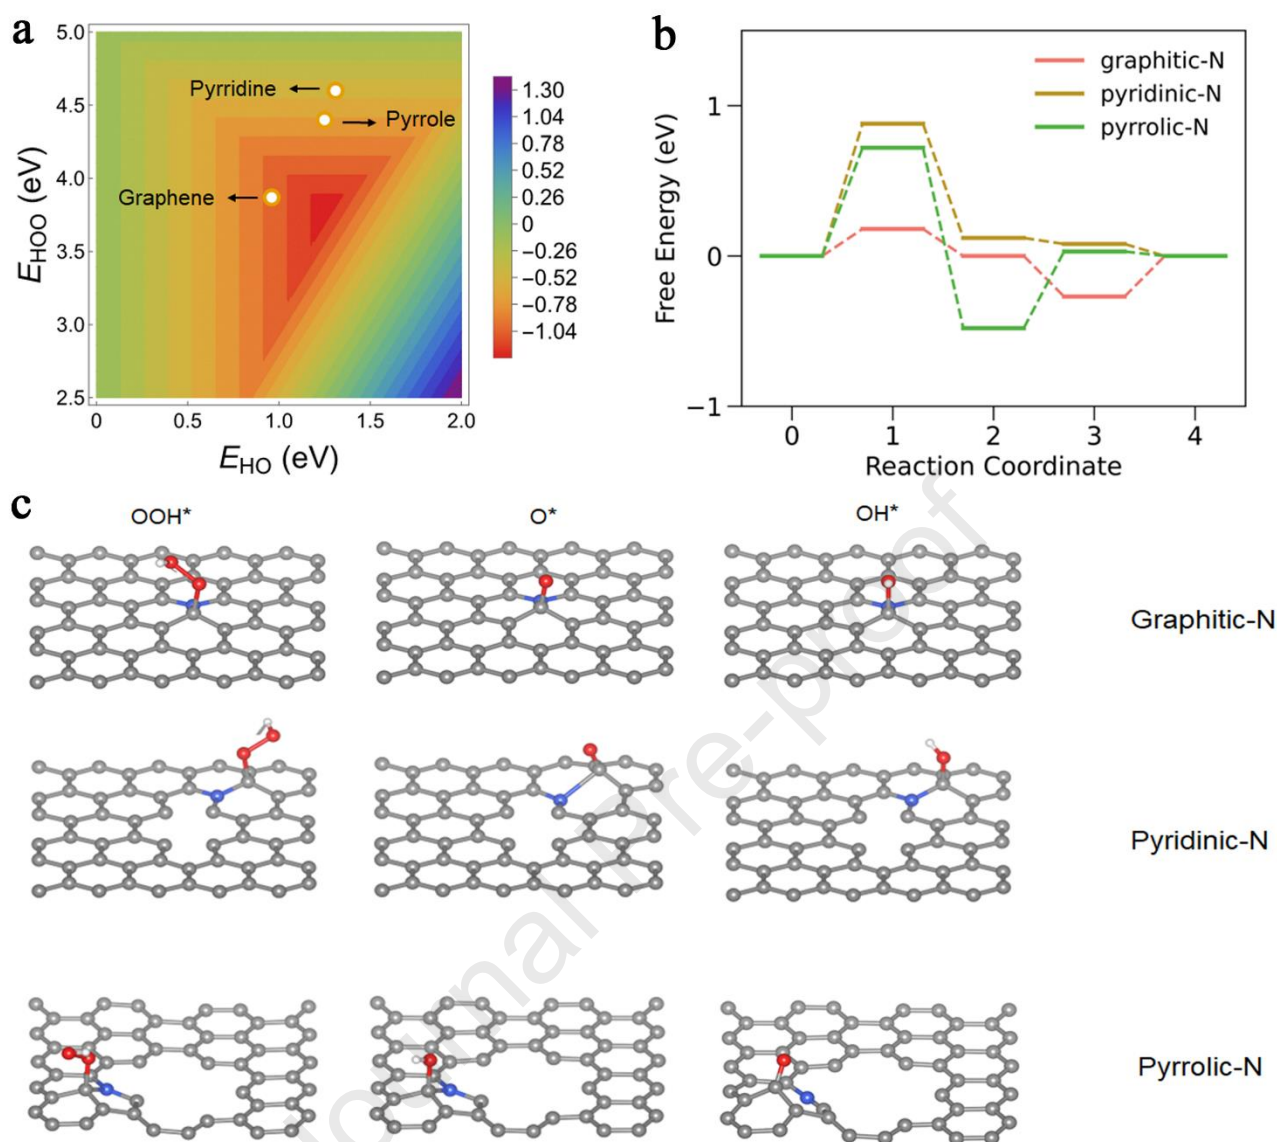 a
5.0
4.5
4.0
3.5
3.0
2.5
0
0.5
1.0
1.5
2.0
E_HOO (eV)
E_HO (eV)
Pyrridine
Pyrrole
Graphene
1.30
1.04
0.78
0.52
0.26
0
−0.26
−0.52
−0.78
−1.04
b
graphitic-N
pyridinic-N
pyrrolic-N
Free Energy (eV)
1
0
−1
0
1
2
3
4
Reaction Coordinate
c
OOH*
O*
OH*
Graphitic-N
Pyridinic-N
Pyrrolic-N
Journal Pre-proof